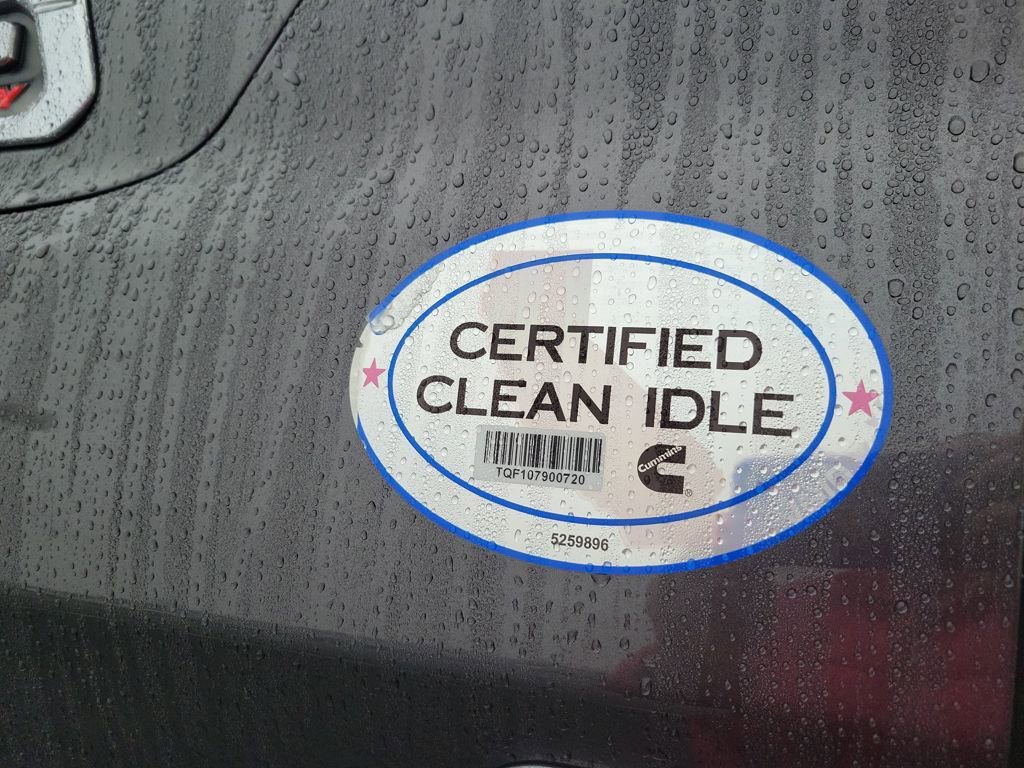 CERTIFIED
CLEAN IDLE
TQF107900720
Cummins
®
5259896